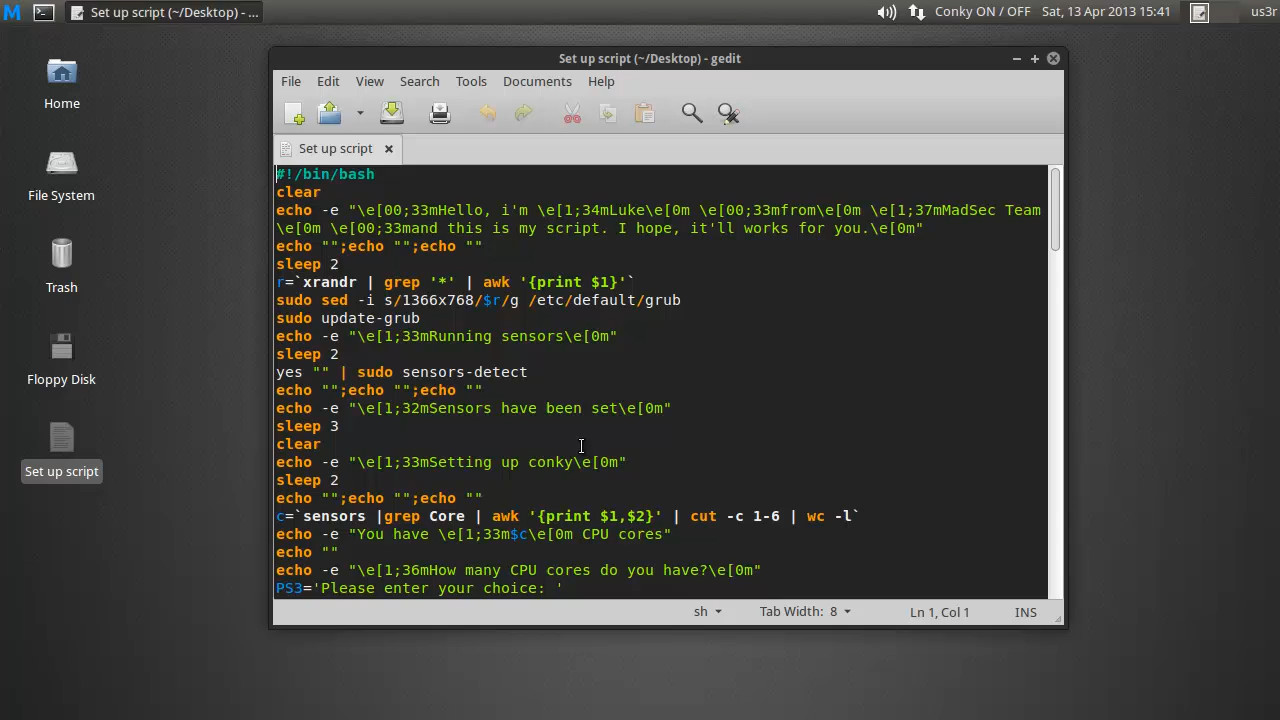 M Set up script (~/Desktop) - ... Conky ON / OFF Sat, 13 Apr 2013 15:41 us3r
Home
File System
Trash
Floppy Disk
Set up script
Set up script (~/Desktop) - gedit
File Edit View Search Tools Documents Help
Set up script
#!/bin/bash
clear
echo -e "\e[00;33mHello, i'm \e[1;34mLuke\e[0m \e[00;33mfrom\e[0m \e[1;37mMadSec Team
\e[0m \e[00;33mand this is my script. I hope, it'll works for you.\e[0m"
echo "";echo "";echo ""
sleep 2
r=`xrandr | grep '*' | awk '{print $1}'`
sudo sed -i s/1366x768/$r/g /etc/default/grub
sudo update-grub
echo -e "\e[1;33mRunning sensors\e[0m"
sleep 2
yes "" | sudo sensors-detect
echo "";echo "";echo ""
echo -e "\e[1;32mSensors have been set\e[0m"
sleep 3
clear
echo -e "\e[1;33mSetting up conky\e[0m"
sleep 2
echo "";echo "";echo ""
c=`sensors |grep Core | awk '{print $1,$2}' | cut -c 1-6 | wc -l`
echo -e "You have \e[1;33m$c\e[0m CPU cores"
echo ""
echo -e "\e[1;36mHow many CPU cores do you have?\e[0m"
PS3='Please enter your choice: '
sh Tab Width: 8 Ln 1, Col 1 INS